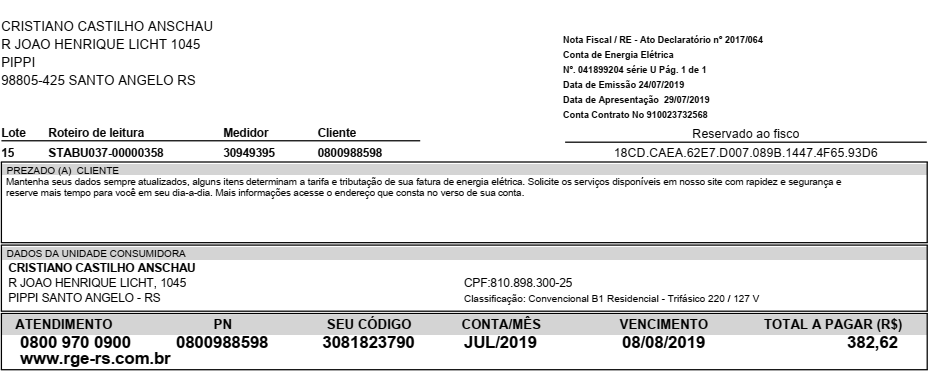 CRISTIANO CASTILHO ANSCHAU
R JOAO HENRIQUE LICHT 1045
PIPPI
98805-425 SANTO ANGELO RS
Nota Fiscal / RE - Ato Declaratório nº 2017/064
Conta de Energia Elétrica
Nº. 041899204 série U Pág. 1 de 1
Data de Emissão 24/07/2019
Data de Apresentação 29/07/2019
Conta Contrato No 910023732568
Lote Roteiro de leitura Medidor Cliente Reservado ao fisco
15 STABU037-00000358 30949395 0800988598 18CD.CAEA.62E7.D007.089B.1447.4F65.93D6
PREZADO (A) CLIENTE
Mantenha seus dados sempre atualizados, alguns itens determinam a tarifa e tributação de sua fatura de energia elétrica. Solicite os serviços disponíveis em nosso site com rapidez e segurança e
reserve mais tempo para você em seu dia-a-dia. Mais informações acesse o endereço que consta no verso de sua conta.
DADOS DA UNIDADE CONSUMIDORA
CRISTIANO CASTILHO ANSCHAU
R JOAO HENRIQUE LICHT, 1045 CPF:810.898.300-25
PIPPI SANTO ANGELO - RS Classificação: Convencional B1 Residencial - Trifásico 220 / 127 V
ATENDIMENTO PN SEU CÓDIGO CONTA/MÊS VENCIMENTO TOTAL A PAGAR (R$)
0800 970 0900 0800988598 3081823790 JUL/2019 08/08/2019 382,62
www.rge-rs.com.br